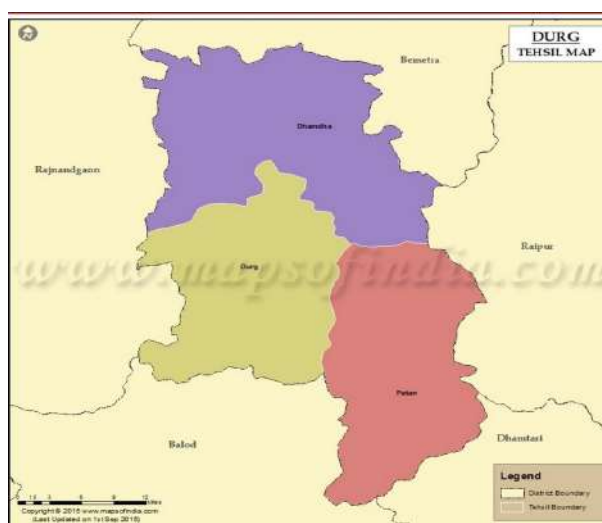 DURG
TEHSIL MAP
Bemetra
Dhamdha
Rajnandgaon
Raipur
www.mapsofindia.com
Durg
Patan
Balod
Dhamtari
Legend
District Boundary
Tehsil Boundary
Miles
Copyright © 2015 www.mapsofindia.com
(Last Updated on 1st Sep 2015)